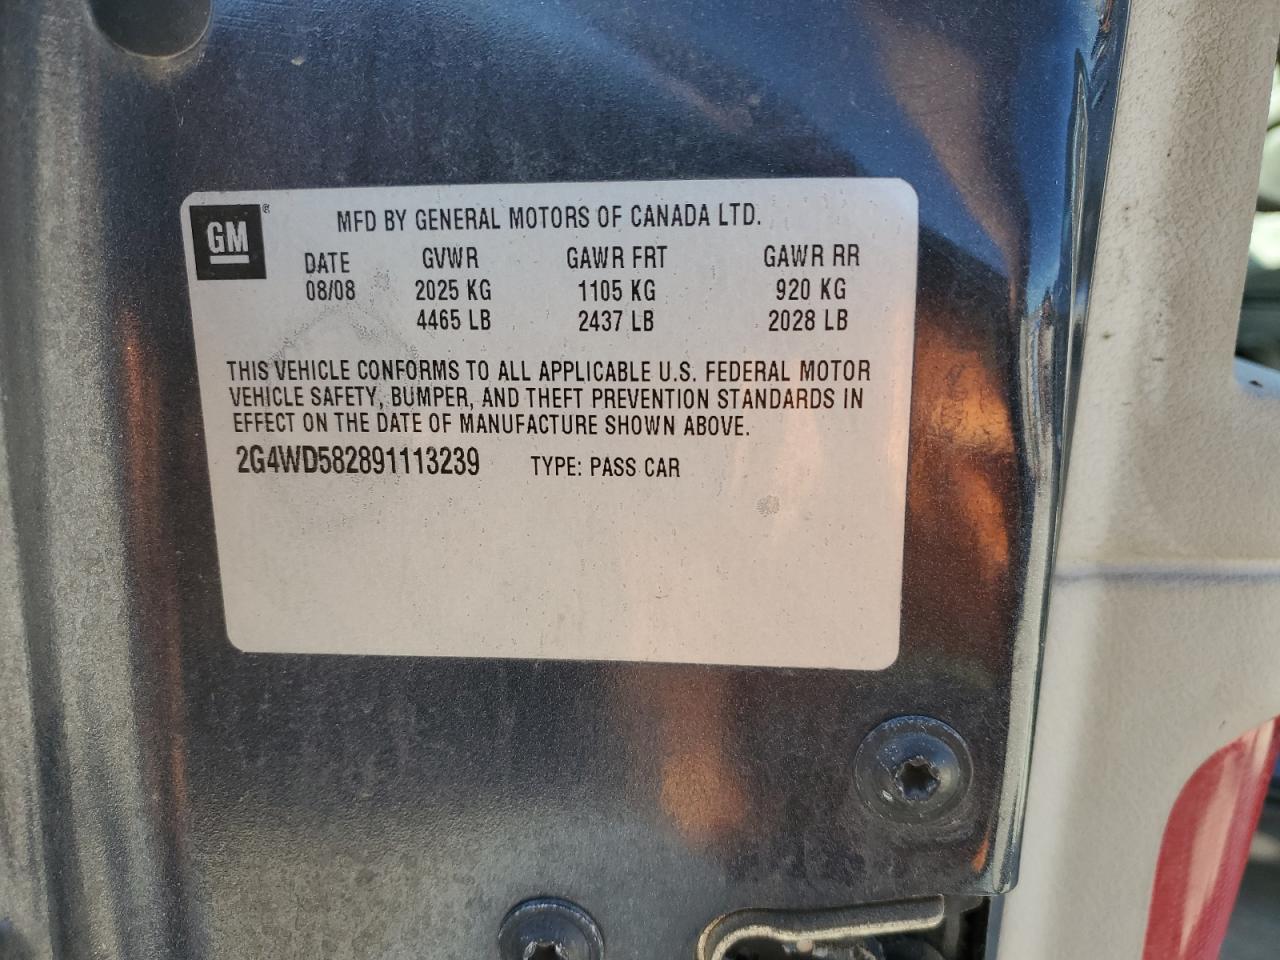 GM ®
MFD BY GENERAL MOTORS OF CANADA LTD.
DATE GVWR GAWR FRT GAWR RR
08/08 2025 KG 1105 KG 920 KG
4465 LB 2437 LB 2028 LB
THIS VEHICLE CONFORMS TO ALL APPLICABLE U.S. FEDERAL MOTOR
VEHICLE SAFETY, BUMPER, AND THEFT PREVENTION STANDARDS IN
EFFECT ON THE DATE OF MANUFACTURE SHOWN ABOVE.
2G4WD582891113239 TYPE: PASS CAR